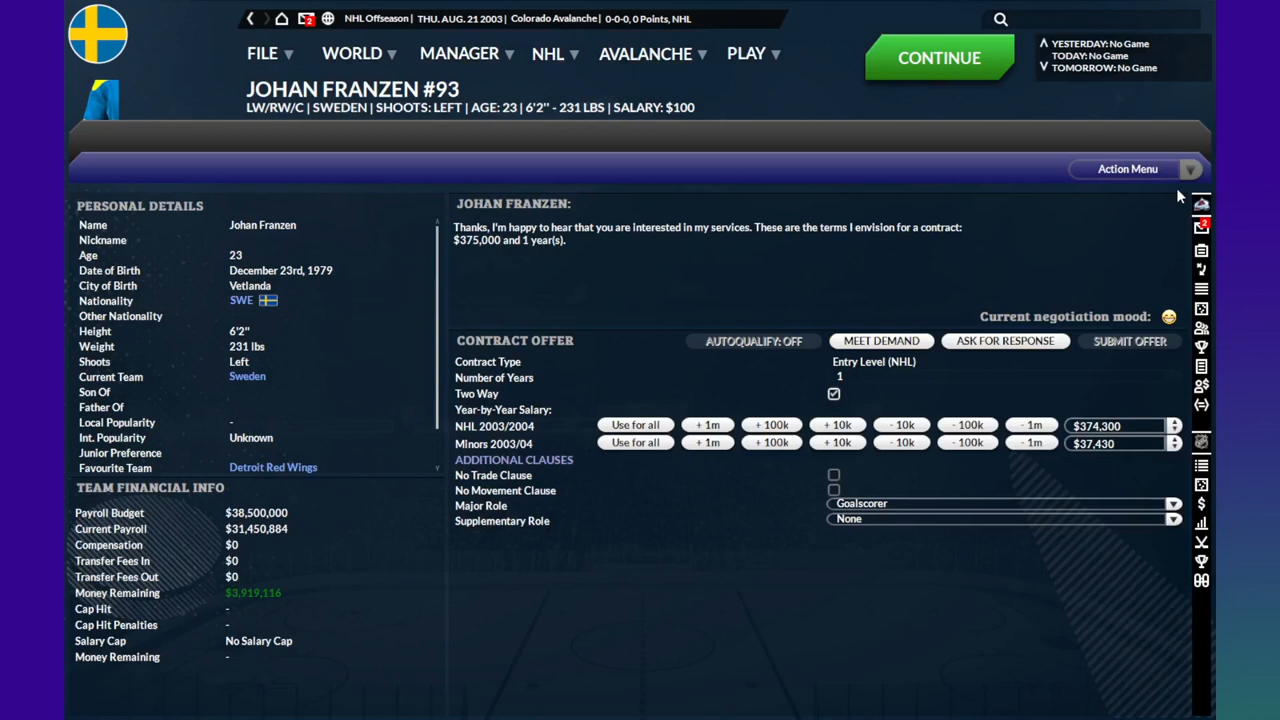 2
NHL Offseason | THU. AUG. 21 2003 | Colorado Avalanche | 0-0-0, 0 Points, NHL
FILE WORLD MANAGER NHL AVALANCHE PLAY
CONTINUE
YESTERDAY: No Game
TODAY: No Game
TOMORROW: No Game
JOHAN FRANZEN #93
LW/RW/C | SWEDEN | SHOOTS: LEFT | AGE: 23 | 6'2" - 231 LBS | SALARY: $100
Action Menu
2
PERSONAL DETAILS
Name Johan Franzen
Nickname
Age 23
Date of Birth December 23rd, 1979
City of Birth Vetlanda
Nationality SWE
Other Nationality
Height 6'2"
Weight 231 lbs
Shoots Left
Current Team Sweden
Son Of
Father Of
Local Popularity -
Int. Popularity Unknown
Junior Preference
Favourite Team Detroit Red Wings
TEAM FINANCIAL INFO
Payroll Budget $38,500,000
Current Payroll $31,450,884
Compensation $0
Transfer Fees In $0
Transfer Fees Out $0
Money Remaining $3,919,116
Cap Hit -
Cap Hit Penalties -
Salary Cap No Salary Cap
Money Remaining -
JOHAN FRANZEN:
Thanks, I'm happy to hear that you are interested in my services. These are the terms I envision for a contract:
$375,000 and 1 year(s).
Current negotiation mood:
CONTRACT OFFER AUTOQUALIFY: OFF MEET DEMAND ASK FOR RESPONSE SUBMIT OFFER
Contract Type Entry Level (NHL)
Number of Years 1
Two Way
Year-by-Year Salary:
NHL 2003/2004 Use for all + 1m + 100k + 10k - 10k - 100k - 1m $374,300
Minors 2003/04 Use for all + 1m + 100k + 10k - 10k - 100k - 1m $37,430
ADDITIONAL CLAUSES
No Trade Clause
No Movement Clause
Major Role Goalscorer
Supplementary Role None